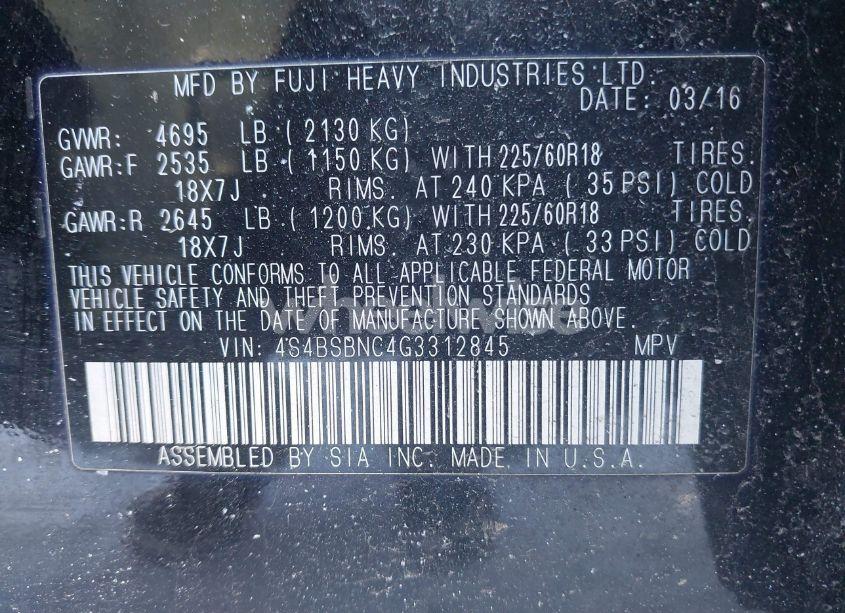 MFD BY FUJI HEAVY INDUSTRIES LTD.
DATE: 03/16
GVWR: 4695 LB ( 2130 KG)
GAWR:F 2535 LB ( 1150 KG) WITH 225/60R18 TIRES.
18X7J RIMS. AT 240 KPA ( 35 PSI) COLD
GAWR:R 2645 LB ( 1200 KG) WITH 225/60R18 TIRES.
18X7J RIMS. AT 230 KPA ( 33 PSI) COLD
THIS VEHICLE CONFORMS TO ALL APPLICABLE FEDERAL MOTOR
VEHICLE SAFETY AND THEFT PREVENTION STANDARDS
IN EFFECT ON THE DATE OF MANUFACTURE SHOWN ABOVE.
VIN: 4S4BSBNC4G3312845 MPV
ASSEMBLED BY SIA INC. MADE IN U.S.A.